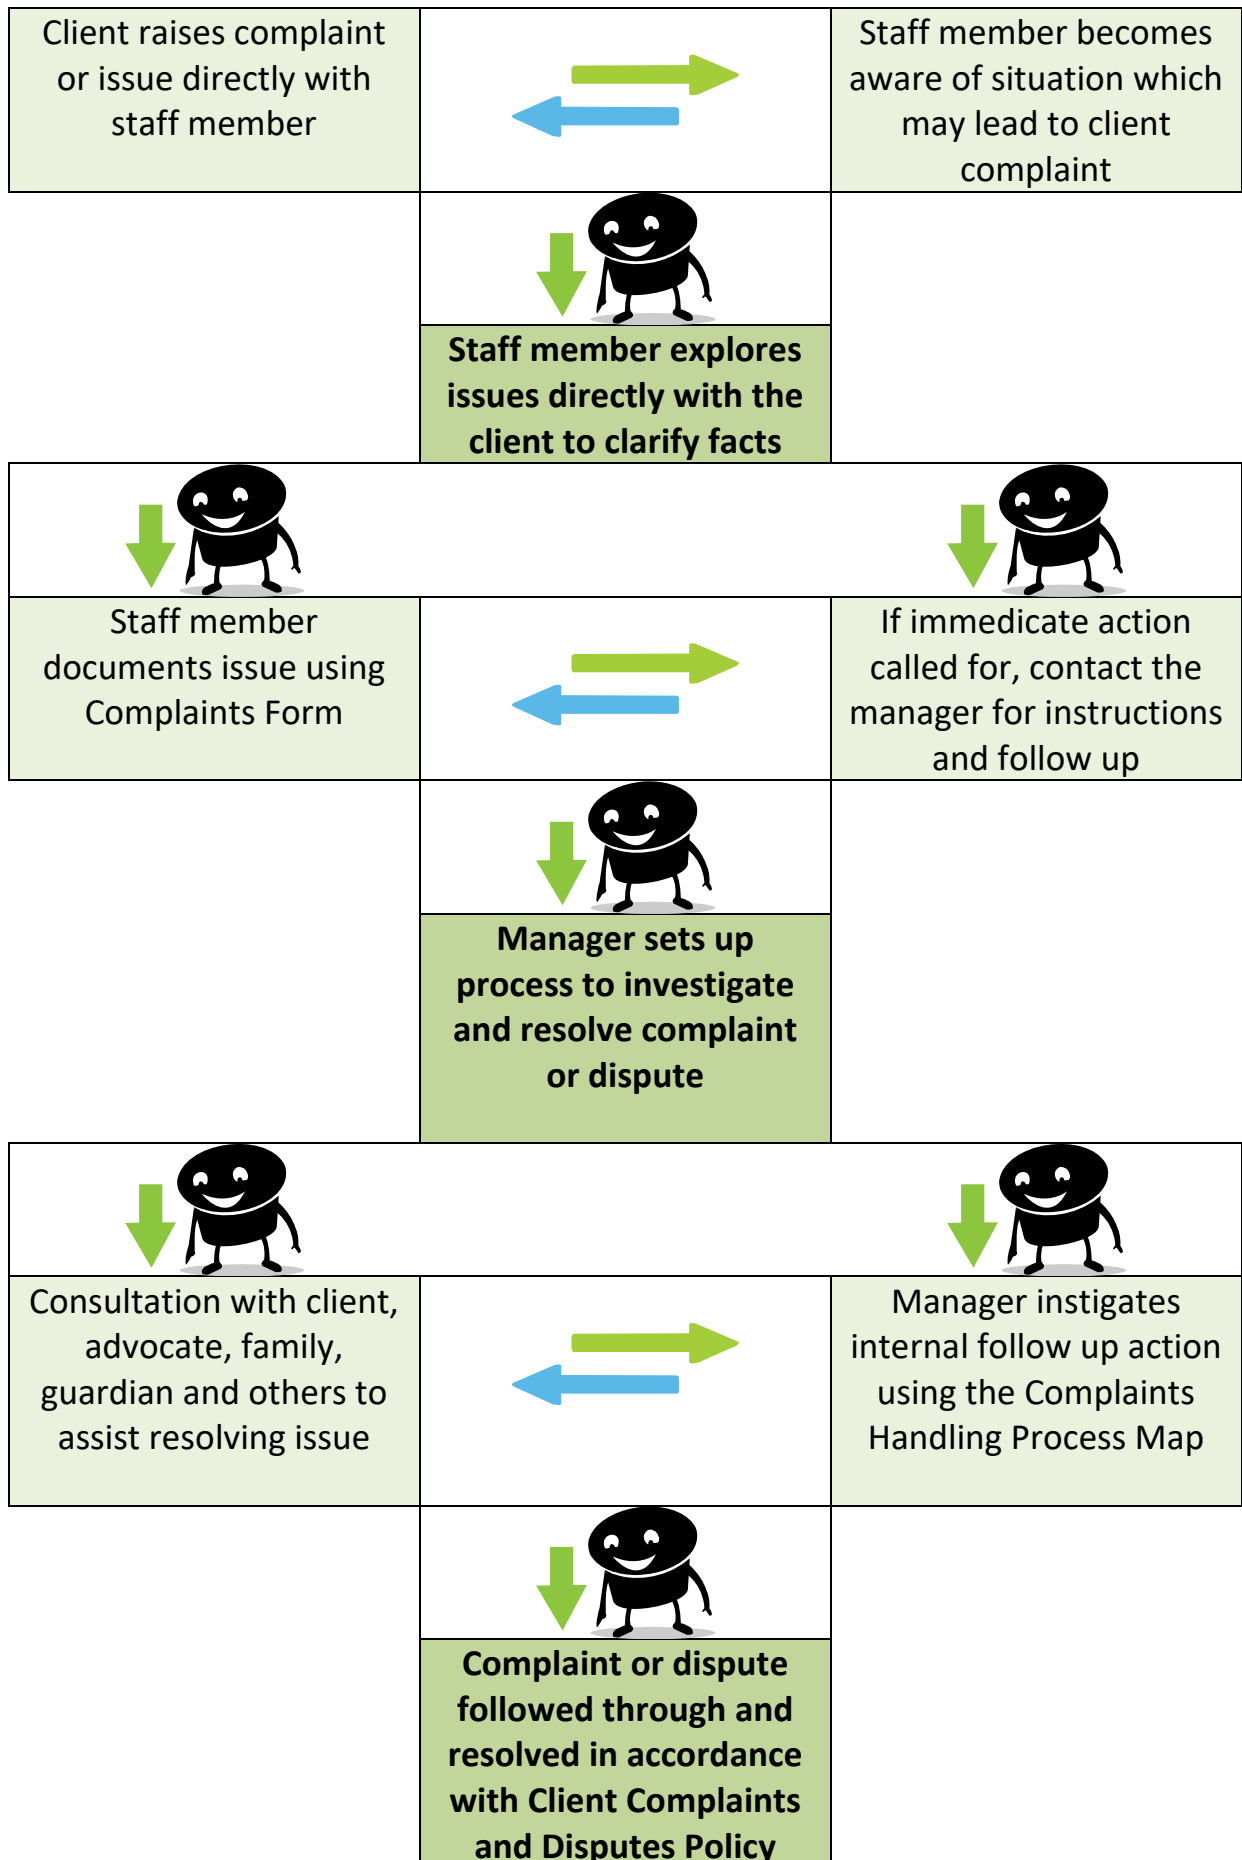 Client raises complaint
or issue directly with
staff member
Staff member becomes
aware of situation which
may lead to client
complaint
Staff member explores
issues directly with the
client to clarify facts
Staff member
documents issue using
Complaints Form
If immedicate action
called for, contact the
manager for instructions
and follow up
Manager sets up
process to investigate
and resolve complaint
or dispute
Consultation with client,
advocate, family,
guardian and others to
assist resolving issue
Manager instigates
internal follow up action
using the Complaints
Handling Process Map
Complaint or dispute
followed through and
resolved in accordance
with Client Complaints
and Disputes Policy